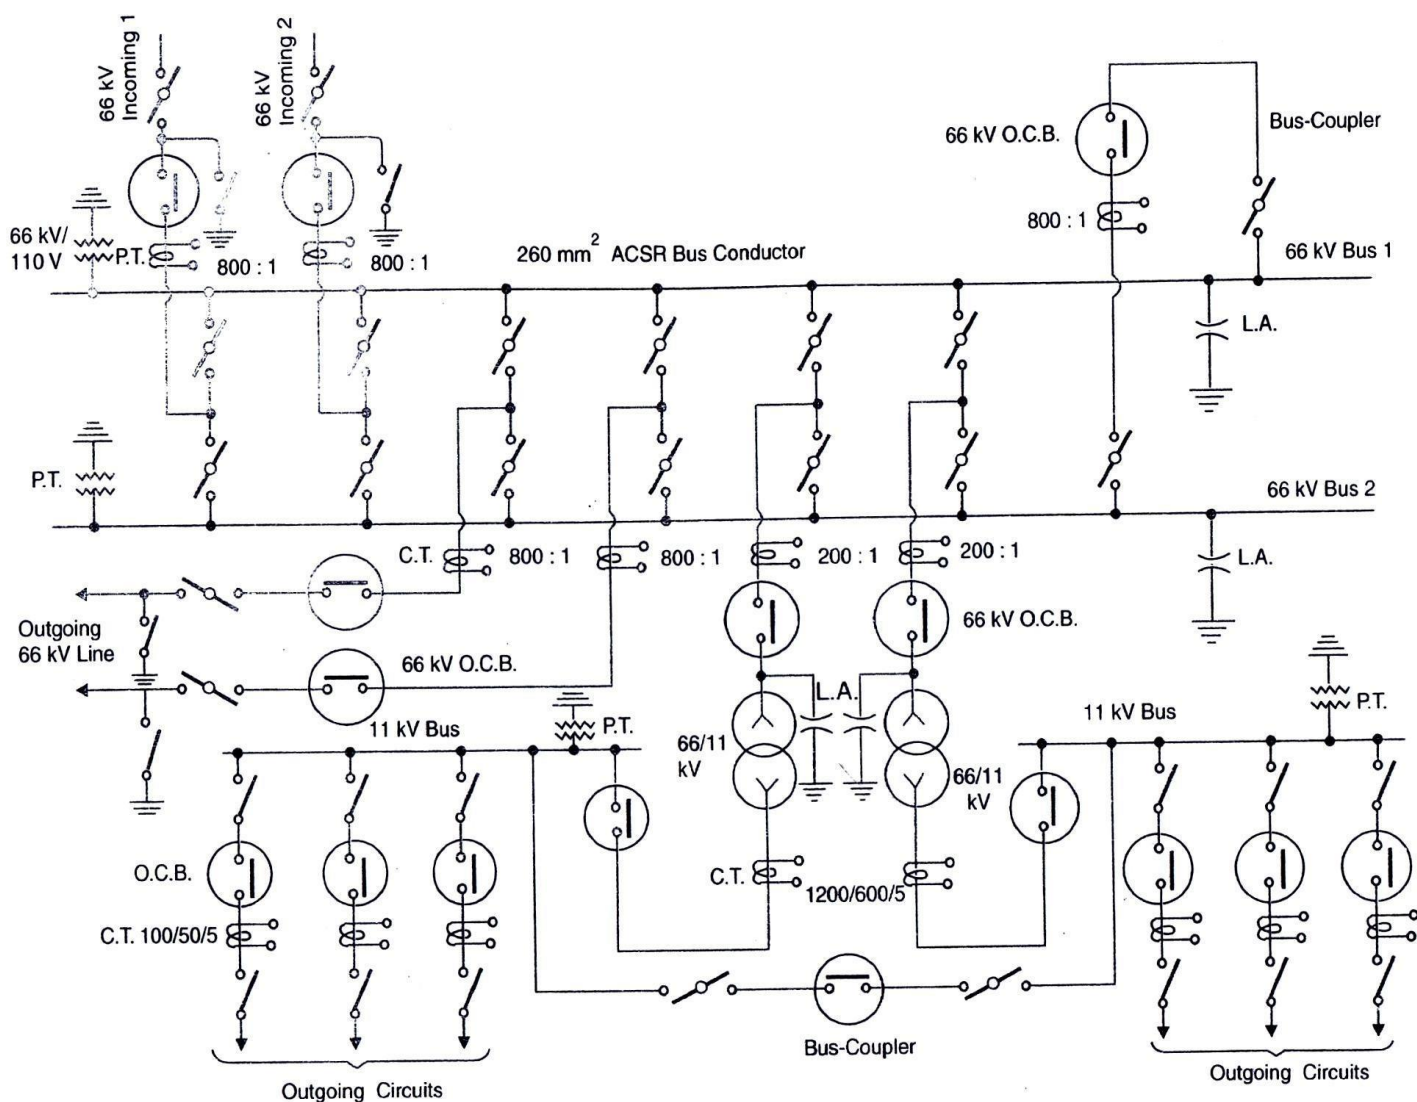 66 kV
Incoming 1
66 kV
Incoming 2
66 kV O.C.B.
Bus-Coupler
800 : 1
66 kV/
110 V
P.T.
800 : 1
800 : 1
260 mm² ACSR Bus Conductor
66 kV Bus 1
L.A.
P.T.
66 kV Bus 2
C.T.
800 : 1
800 : 1
200 : 1
200 : 1
L.A.
Outgoing
66 kV Line
66 kV O.C.B.
66 kV O.C.B.
L.A.
11 kV Bus
P.T.
66/11
kV
66/11
kV
11 kV Bus
P.T.
O.C.B.
C.T. 100/50/5
C.T.
1200/600/5
Bus-Coupler
Outgoing Circuits
Outgoing Circuits